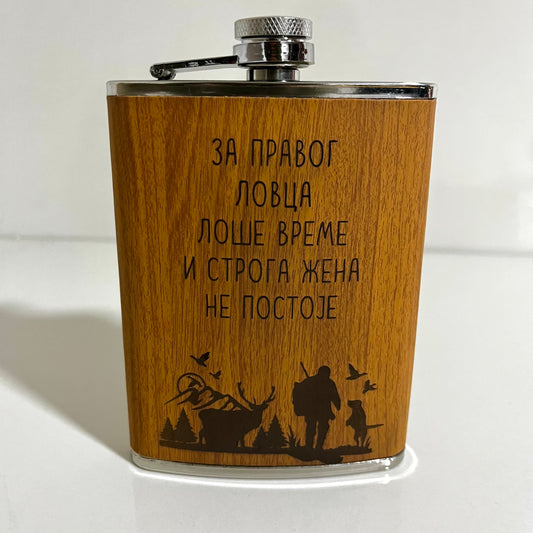 ЗА ПРАВОГ
ЛОВЦА
ЛОШЕ ВРЕМЕ
И СТРОГА ЖЕНА
НЕ ПОСТОЈЕ